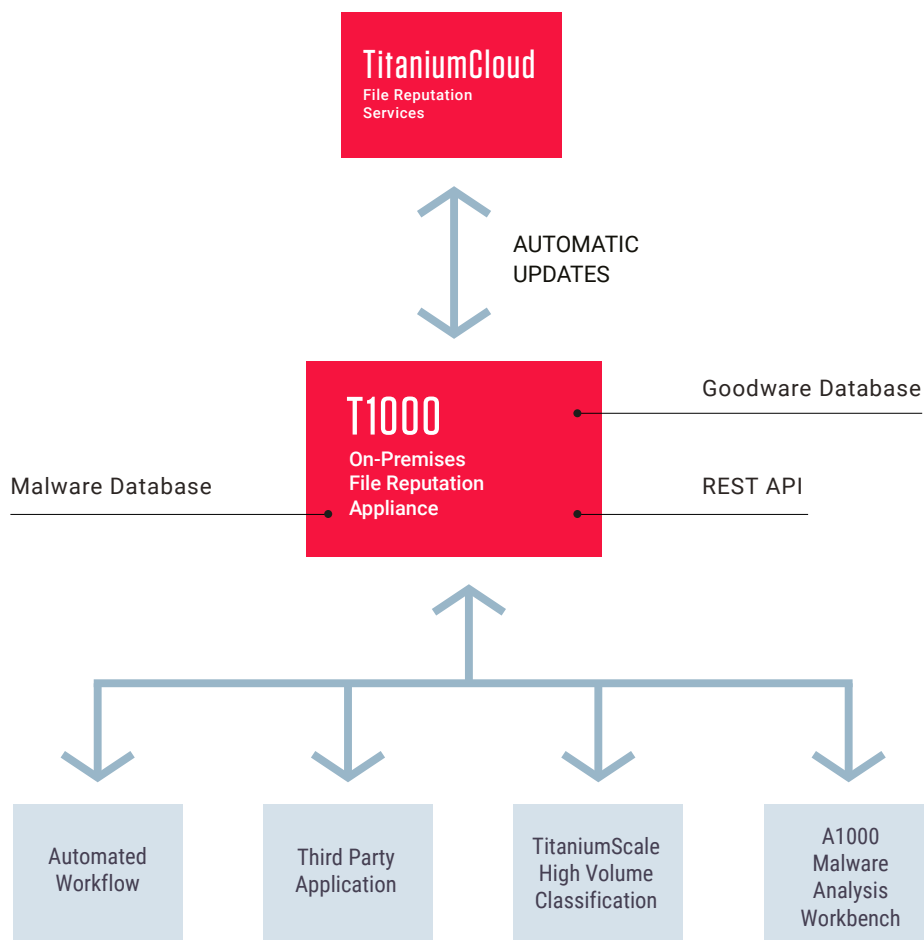 TitaniumCloud
File Reputation
Services
AUTOMATIC
UPDATES
T1000
On-Premises
File Reputation
Appliance
Goodware Database
Malware Database
REST API
Automated
Workflow
Third Party
Application
TitaniumScale
High Volume
Classification
A1000
Malware
Analysis
Workbench